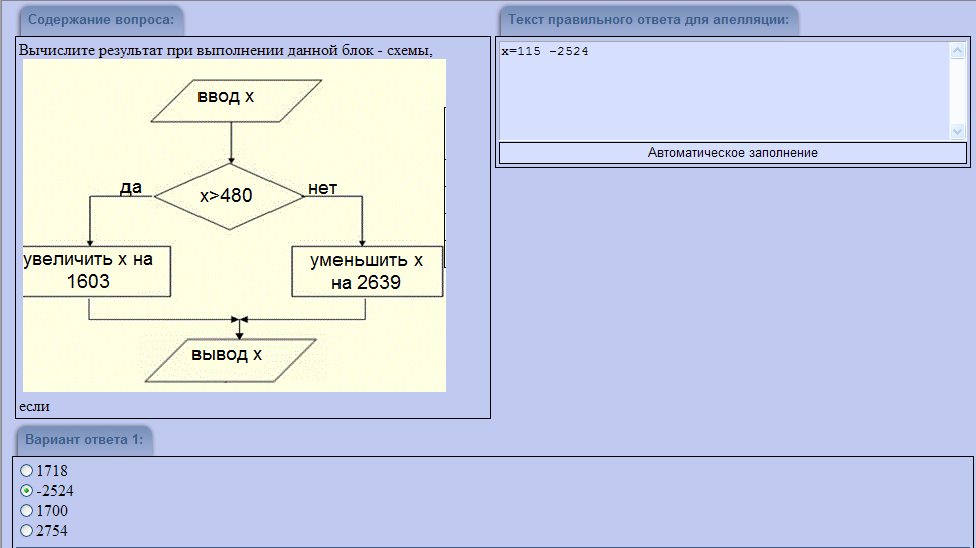 Содержание вопроса:
Вычислите результат при выполнении данной блок - схемы,
ввод x
да
x>480
нет
увеличить x на
1603
уменьшить x
на 2639
вывод x
если
Текст правильного ответа для апелляции:
x=115 -2524
Автоматическое заполнение
Вариант ответа 1:
1718
-2524
1700
2754